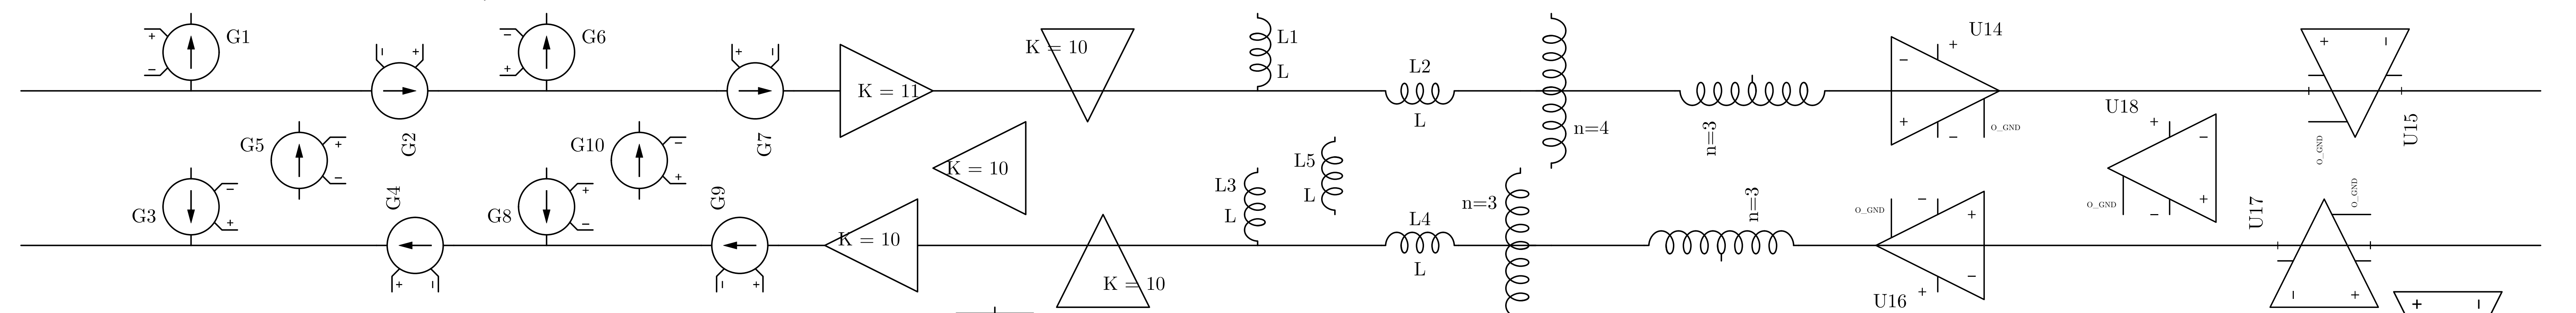 G1
G2
G6
G7
K = 11
K = 10
L1
L
L2
L
n=4
n=3
U14
O_GND
U18
O_GND
U15
O_GND
G5
G10
K = 10
L5
L
G3
G4
G8
G9
K = 10
K = 10
L3
L
L4
L
n=3
n=3
O_GND
U16
U17
O_GND